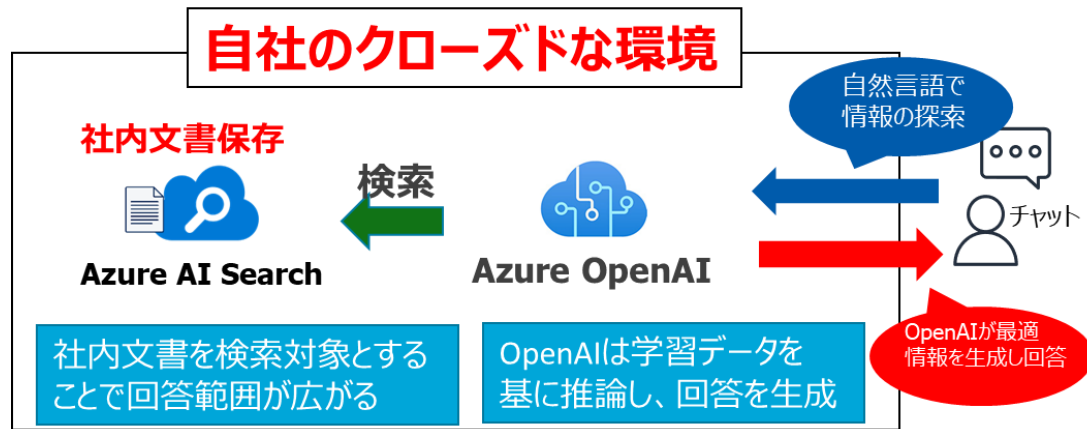 自社のクローズドな環境
自然言語で
情報の探索
社内文書保存
検索
チャット
Azure AI Search
Azure OpenAI
OpenAIが最適
情報を生成し回答
社内文書を検索対象とする
ことで回答範囲が広がる
OpenAIは学習データを
基に推論し、回答を生成